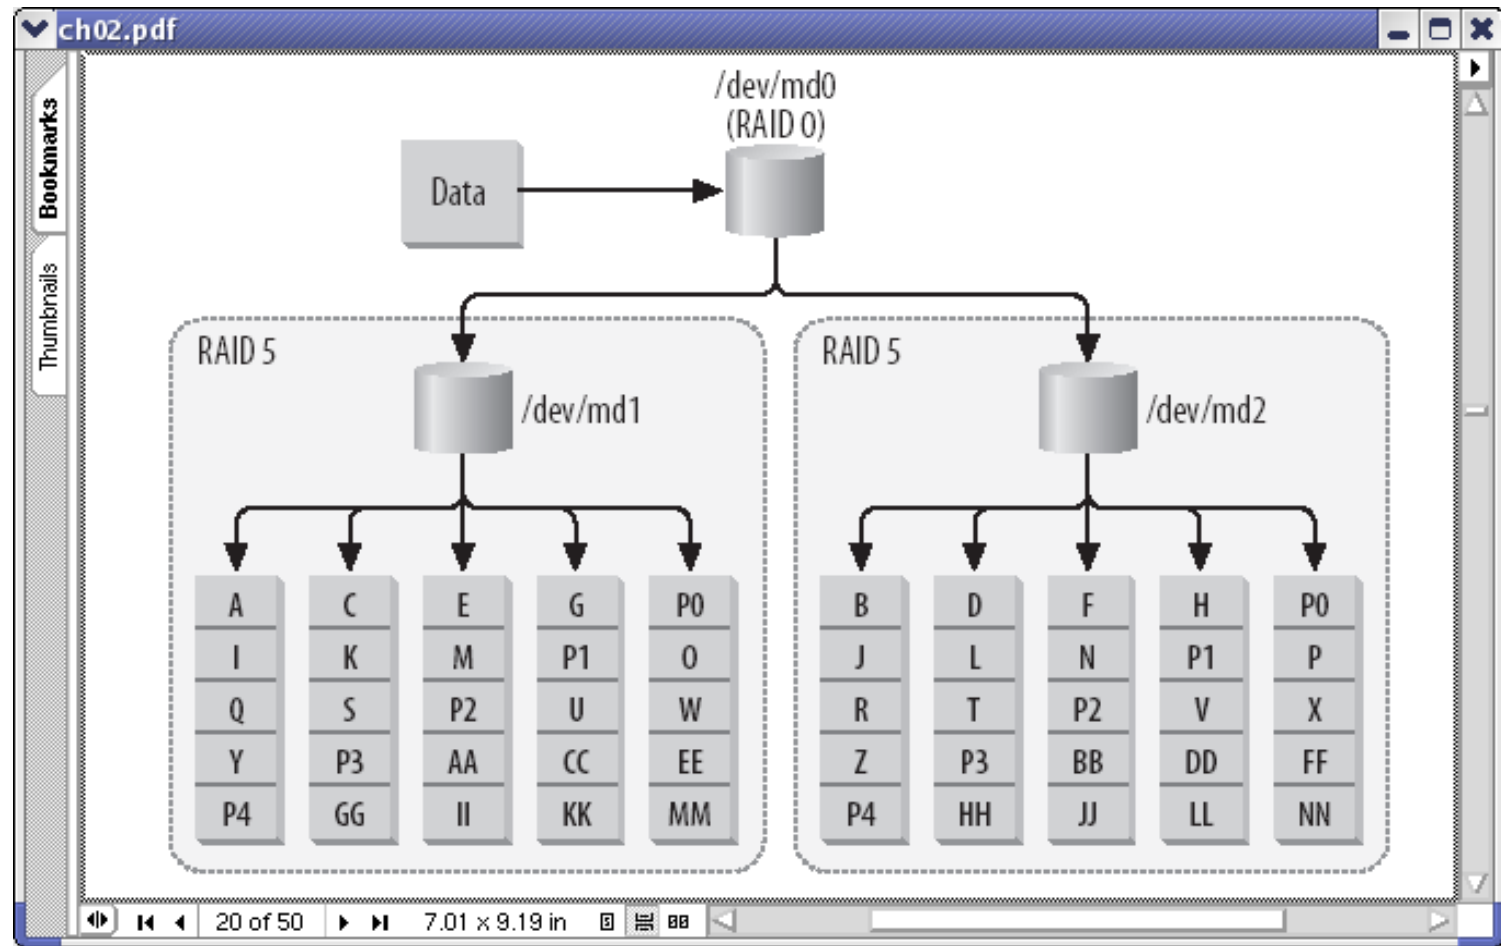 ch02.pdf
Bookmarks
Thumbnails
/dev/md0
(RAID 0)
Data
RAID 5
/dev/md1
A C E G P0
I K M P1 O
Q S P2 U W
Y P3 AA CC EE
P4 GG II KK MM
RAID 5
/dev/md2
B D F H P0
J L N P1 P
R T P2 V X
Z P3 BB DD FF
P4 HH JJ LL NN
20 of 50
7.01 x 9.19 in